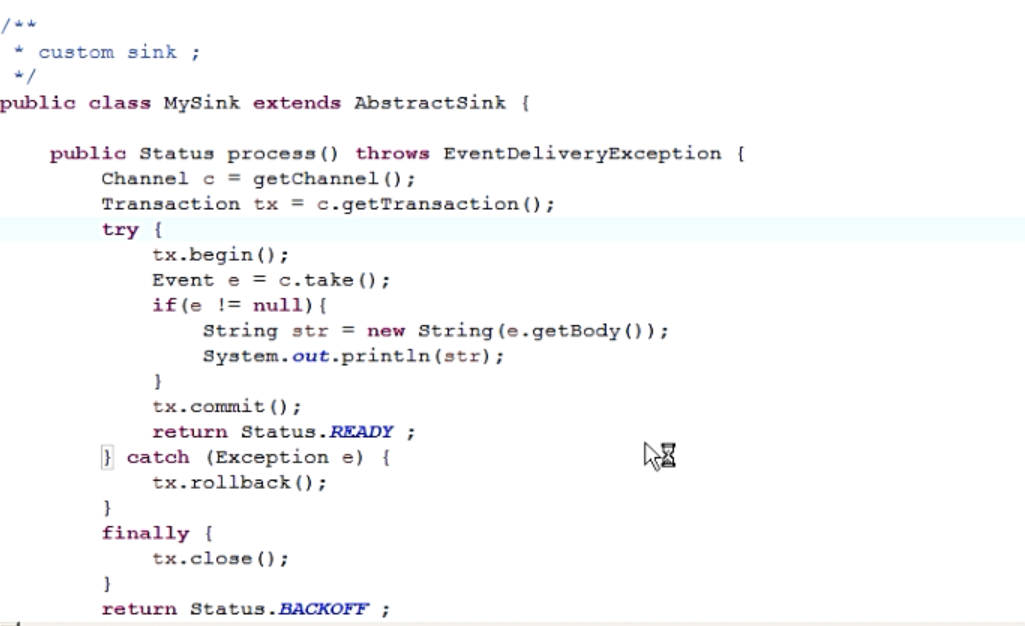 /**
 * custom sink ;
 */
public class MySink extends AbstractSink {
    public Status process() throws EventDeliveryException {
        Channel c = getChannel();
        Transaction tx = c.getTransaction();
        try {
            tx.begin();
            Event e = c.take();
            if(e != null){
                String str = new String(e.getBody());
                System.out.println(str);
            }
            tx.commit();
            return Status.READY ;
        } catch (Exception e) {
            tx.rollback();
        }
        finally {
            tx.close();
        }
        return Status.BACKOFF ;